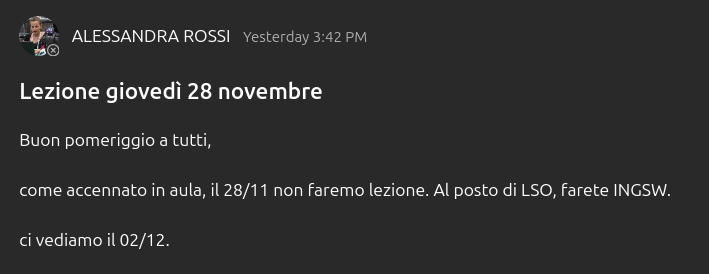 ALESSANDRA ROSSI Yesterday 3:42 PM
Lezione giovedì 28 novembre
Buon pomeriggio a tutti,
come accennato in aula, il 28/11 non faremo lezione. Al posto di LSO, farete INGSW.
ci vediamo il 02/12.